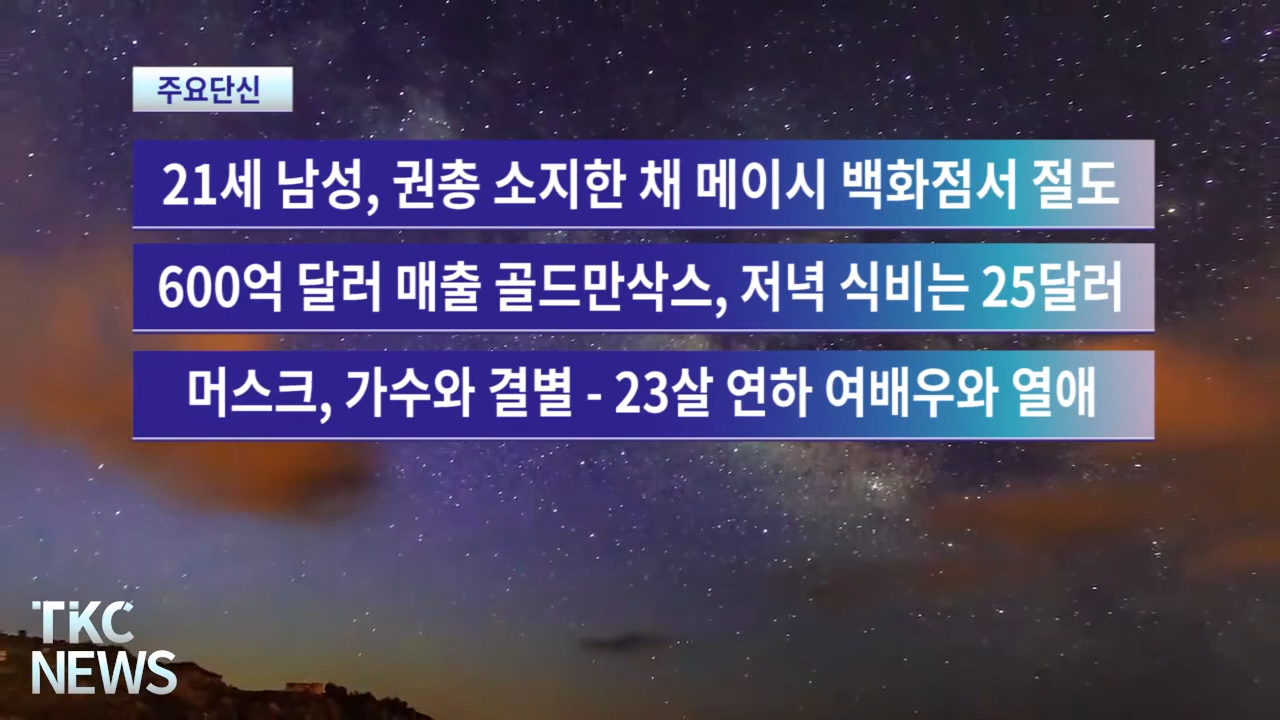 주요단신
21세 남성, 권총 소지한 채 메이시 백화점서 절도
600억 달러 매출 골드만삭스, 저녁 식비는 25달러
머스크, 가수와 결별 - 23살 연하 여배우와 열애
TKC
NEWS